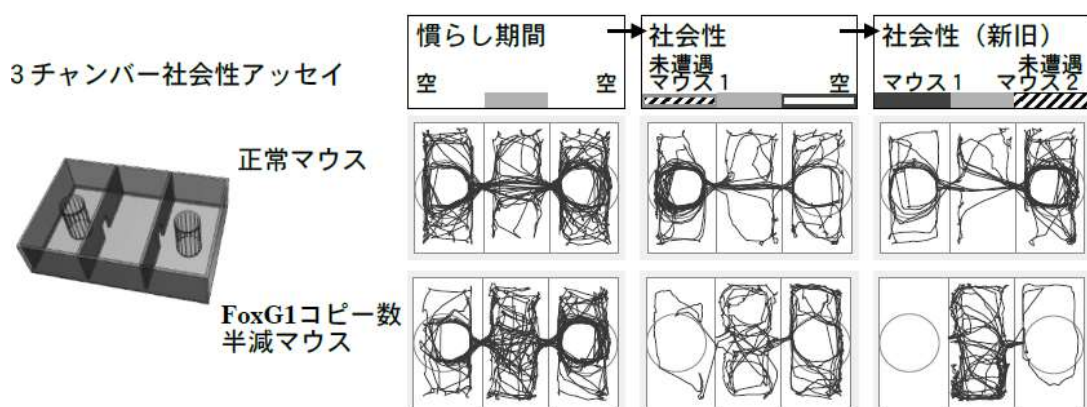 3チャンバー社会性アッセイ
慣らし期間
空 空
社会性
未遭遇
マウス1 空
社会性（新旧）
未遭遇
マウス1 マウス2
正常マウス
FoxG1コピー数
半減マウス